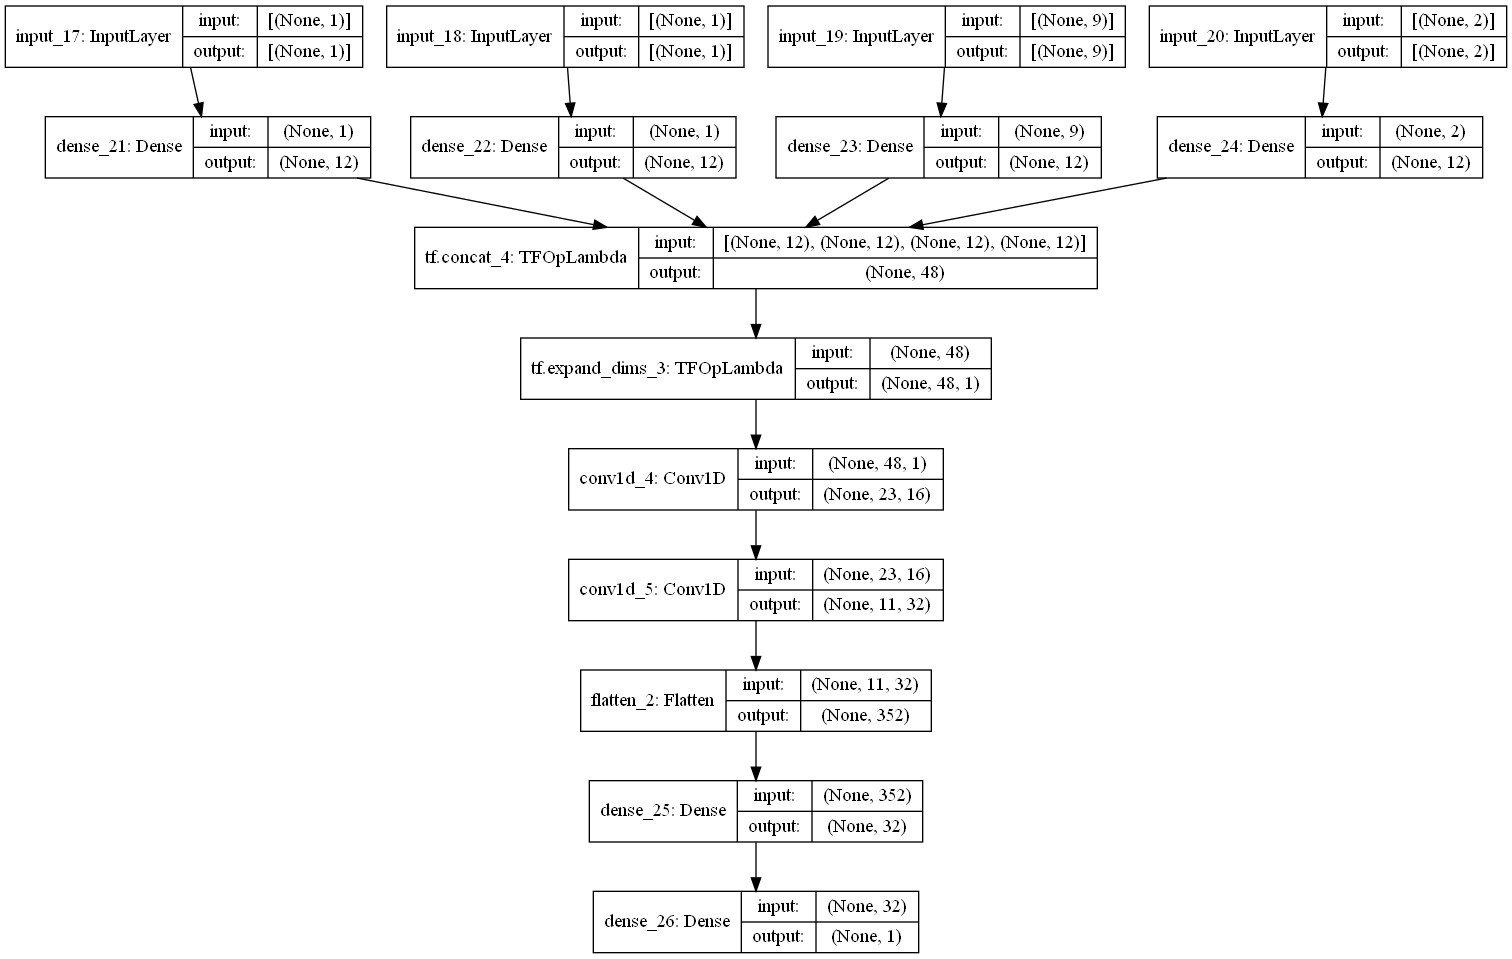 input_17: InputLayer
input: [(None, 1)]
output: [(None, 1)]
input_18: InputLayer
input: [(None, 1)]
output: [(None, 1)]
input_19: InputLayer
input: [(None, 9)]
output: [(None, 9)]
input_20: InputLayer
input: [(None, 2)]
output: [(None, 2)]
dense_21: Dense
input: (None, 1)
output: (None, 12)
dense_22: Dense
input: (None, 1)
output: (None, 12)
dense_23: Dense
input: (None, 9)
output: (None, 12)
dense_24: Dense
input: (None, 2)
output: (None, 12)
tf.concat_4: TFOpLambda
input: [(None, 12), (None, 12), (None, 12), (None, 12)]
output: (None, 48)
tf.expand_dims_3: TFOpLambda
input: (None, 48)
output: (None, 48, 1)
conv1d_4: Conv1D
input: (None, 48, 1)
output: (None, 23, 16)
conv1d_5: Conv1D
input: (None, 23, 16)
output: (None, 11, 32)
flatten_2: Flatten
input: (None, 11, 32)
output: (None, 352)
dense_25: Dense
input: (None, 352)
output: (None, 32)
dense_26: Dense
input: (None, 32)
output: (None, 1)